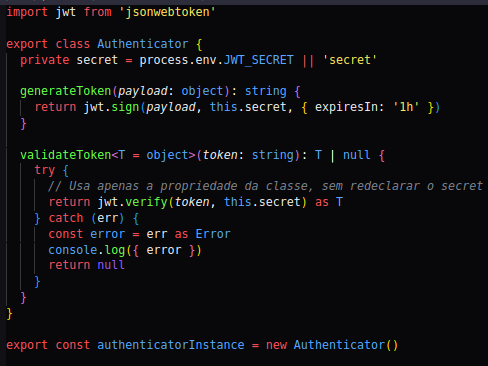 import jwt from 'jsonwebtoken'
export class Authenticator {
private secret = process.env.JWT_SECRET || 'secret'
generateToken(payload: object): string {
return jwt.sign(payload, this.secret, { expiresIn: '1h' })
}
validateToken<T = object>(token: string): T | null {
try {
// Usa apenas a propriedade da classe, sem redeclarar o secret
return jwt.verify(token, this.secret) as T
} catch (err) {
const error = err as Error
console.log({ error })
return null
}
}
}
export const authenticatorInstance = new Authenticator()